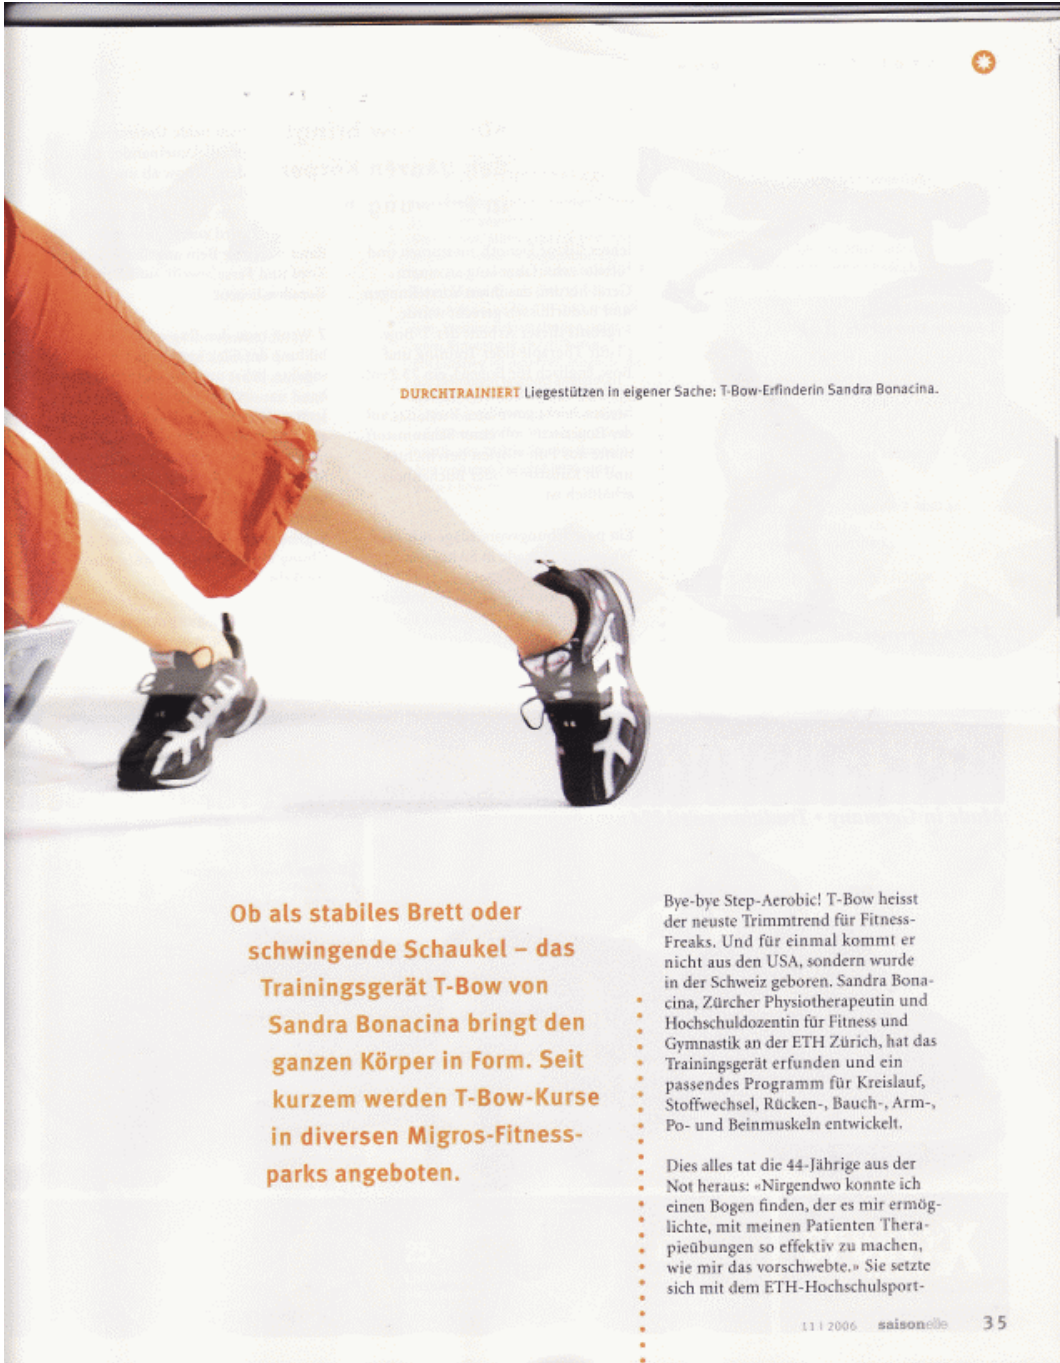 DURCHTRAINIERT Liegestützen in eigener Sache: T-Bow-Erfinderin Sandra Bonacina.
Ob als stabiles Brett oder
schwingende Schaukel – das
Trainingsgerät T-Bow von
Sandra Bonacina bringt den
ganzen Körper in Form. Seit
kurzem werden T-Bow-Kurse
in diversen Migros-Fitness-
parks angeboten.
Bye-bye Step-Aerobic! T-Bow heisst
der neuste Trimmtrend für Fitness-
Freaks. Und für einmal kommt er
nicht aus den USA, sondern wurde
in der Schweiz geboren. Sandra Bona-
cina, Zürcher Physiotherapeutin und
Hochschuldozentin für Fitness und
Gymnastik an der ETH Zürich, hat das
Trainingsgerät erfunden und ein
passendes Programm für Kreislauf,
Stoffwechsel, Rücken-, Bauch-, Arm-,
Po- und Beinmuskeln entwickelt.
Dies alles tat die 44-Jährige aus der
Not heraus: «Nirgendwo konnte ich
einen Bogen finden, der es mir ermög-
lichte, mit meinen Patienten Thera-
pieübungen so effektiv zu machen,
wie mir das vorschwebte.» Sie setzte
sich mit dem ETH-Hochschulsport-
11 | 2006 saisonelle 35